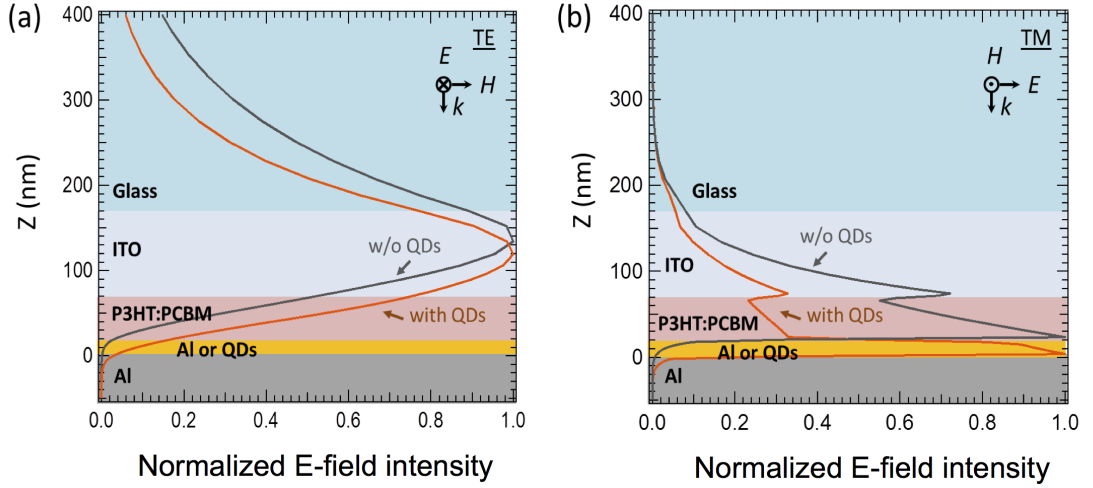 (a)
TE
E
H
k
Glass
ITO
w/o QDs
P3HT:PCBM
with QDs
Al or QDs
Al
400
300
200
100
0
Z (nm)
0.0 0.2 0.4 0.6 0.8 1.0
Normalized E-field intensity
(b)
TM
H
E
k
Glass
w/o QDs
ITO
with QDs
P3HT:PCBM
Al or QDs
Al
400
300
200
100
0
Z (nm)
0.0 0.2 0.4 0.6 0.8 1.0
Normalized E-field intensity